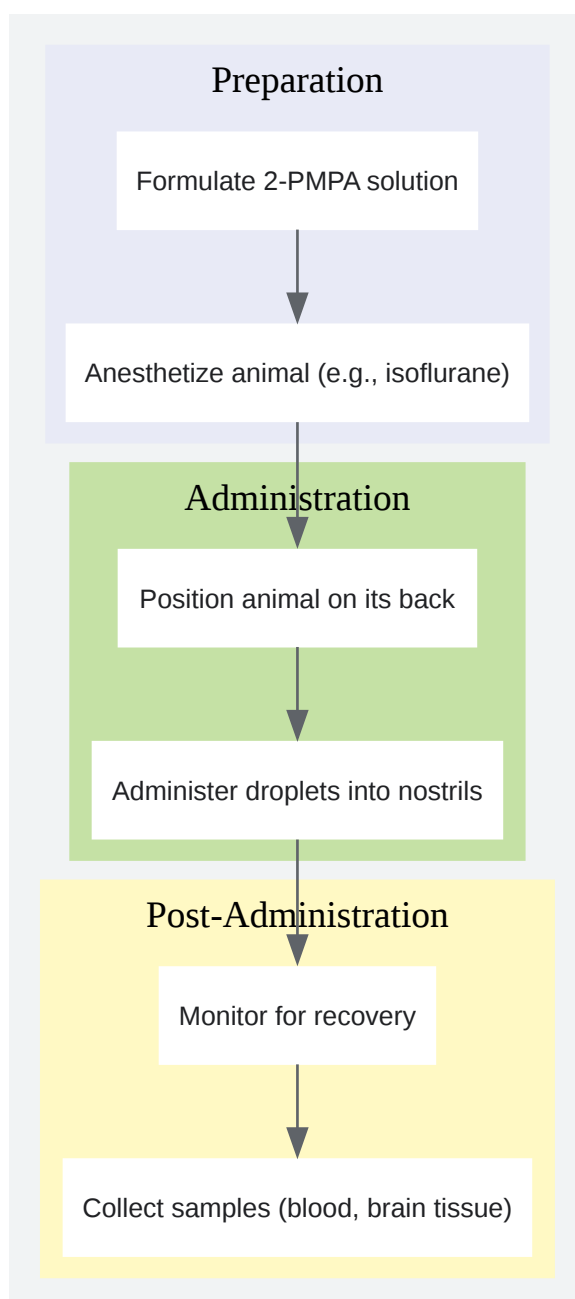 Preparation
Formulate 2-PMPA solution
Anesthetize animal (e.g., isoflurane)
Administration
Position animal on its back
Administer droplets into nostrils
Post-Administration
Monitor for recovery
Collect samples (blood, brain tissue)